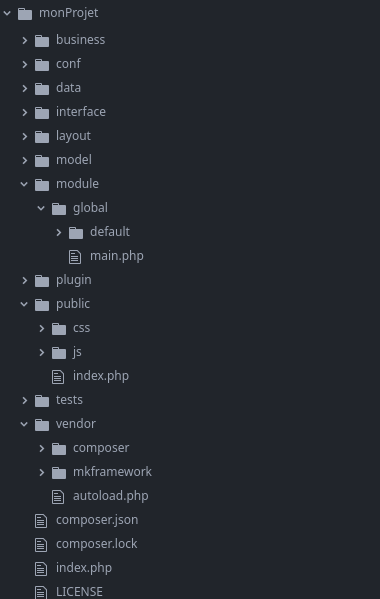 monProjet
business
conf
data
interface
layout
model
module
global
default
main.php
plugin
public
css
js
index.php
tests
vendor
composer
mkframework
autoload.php
composer.json
composer.lock
index.php
LICENSE